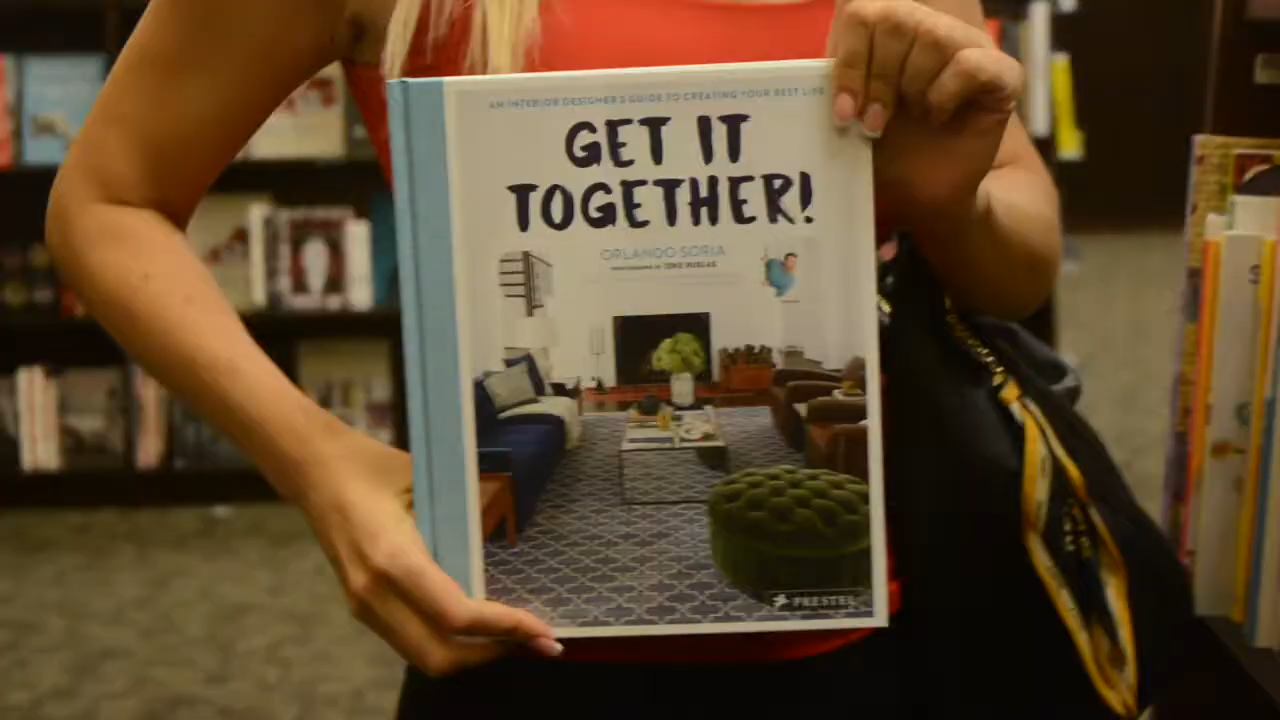 AN INTERIOR DESIGNER'S GUIDE TO CREATING YOUR BEST LIFE
GET IT
TOGETHER!
ORLANDO SORIA
PRESTEL